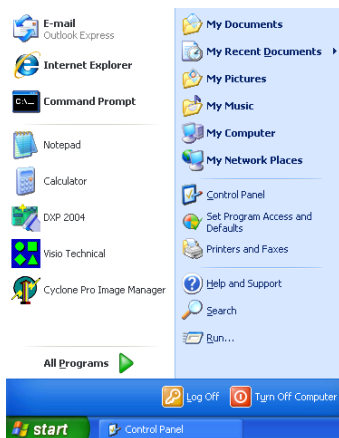 E-mail
Outlook Express
Internet Explorer
C:\_
Command Prompt
Notepad
Calculator
DXP 2004
Visio Technical
Cyclone Pro Image Manager
All Programs
My Documents
My Recent Documents
My Pictures
My Music
My Computer
My Network Places
Control Panel
Set Program Access and
Defaults
Printers and Faxes
Help and Support
Search
Run...
Log Off
Turn Off Computer
start
Control Panel